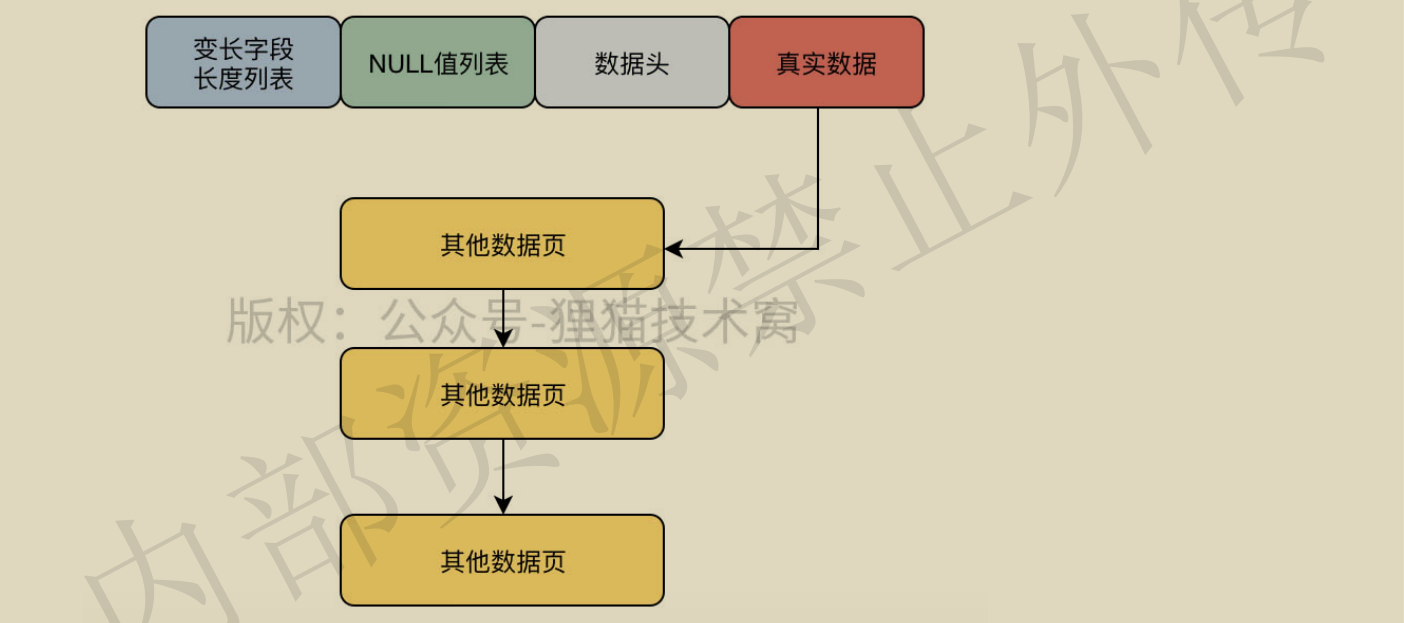 变长字段
长度列表
NULL值列表
数据头
真实数据
其他数据页
版权：公众号-狸猫技术窝
其他数据页
其他数据页
内部资源禁止外传